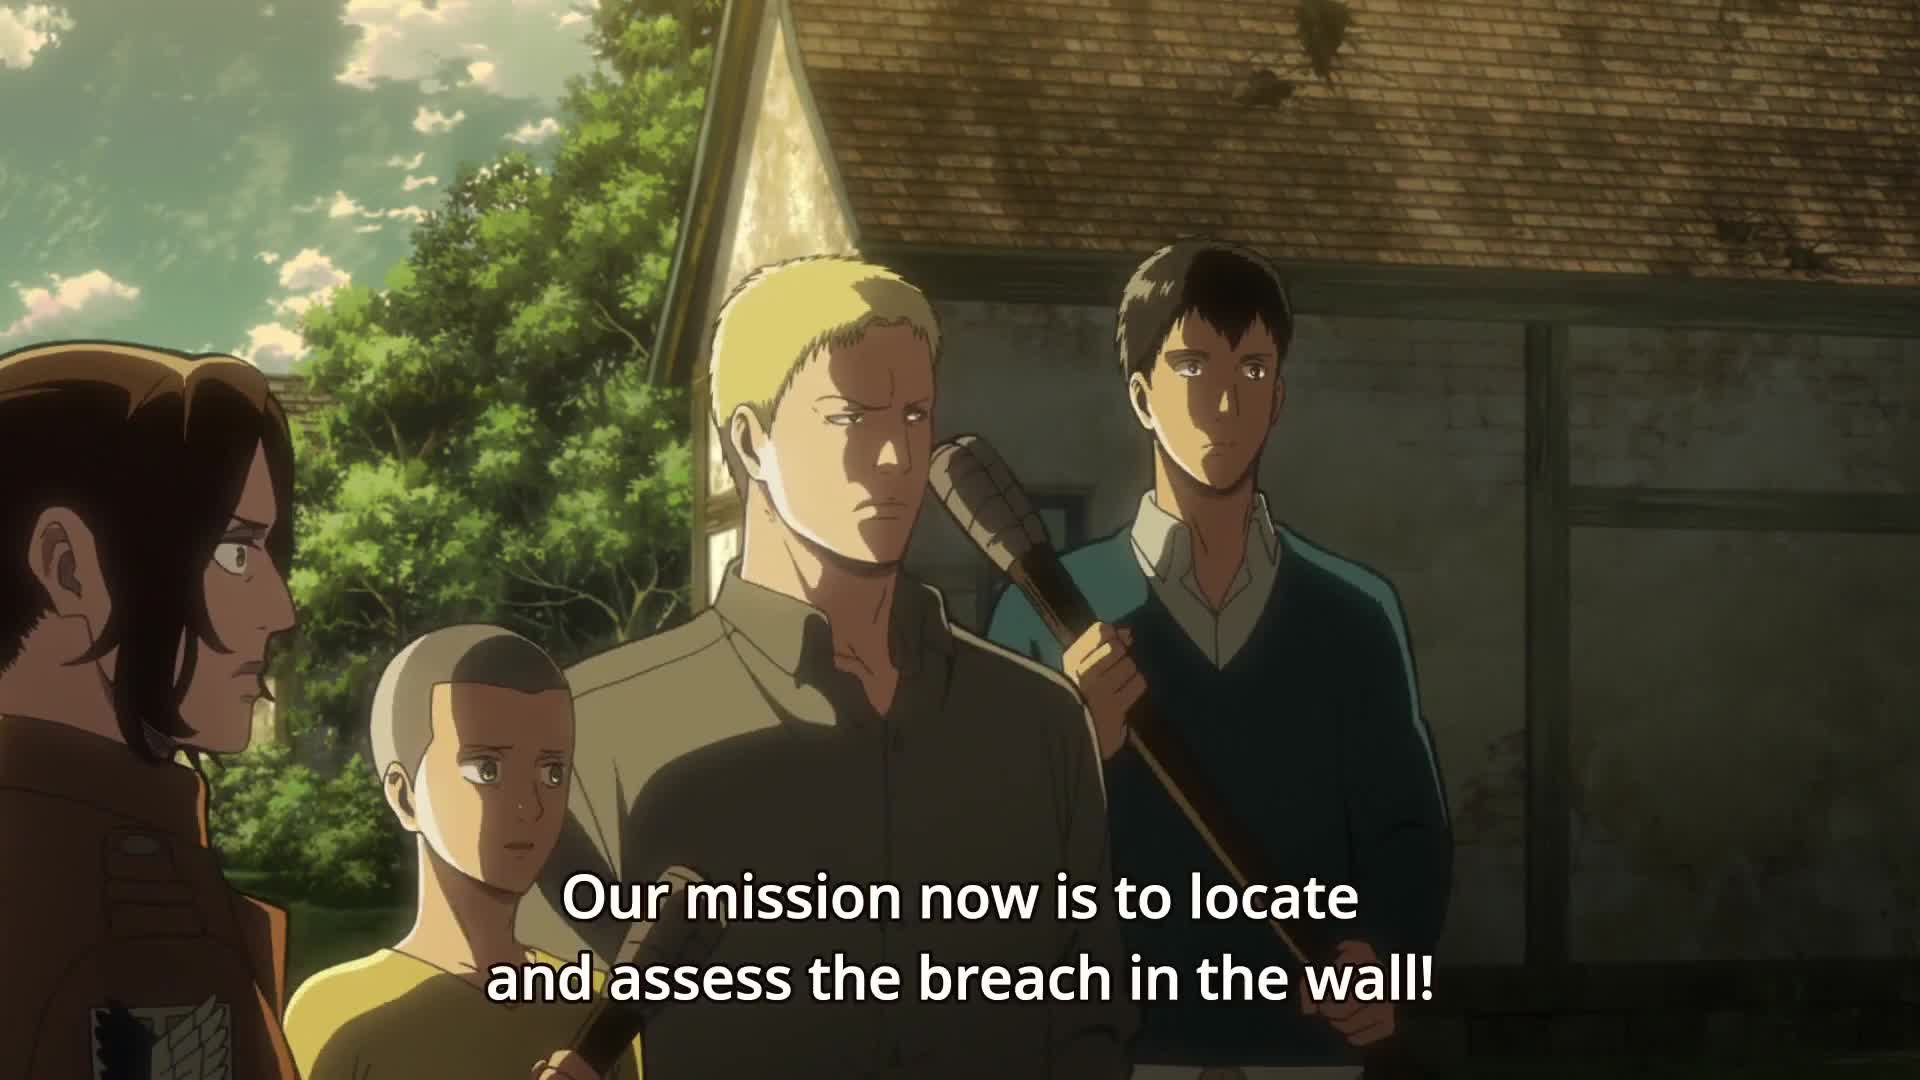 Our mission now is to locate
and assess the breach in the wall!